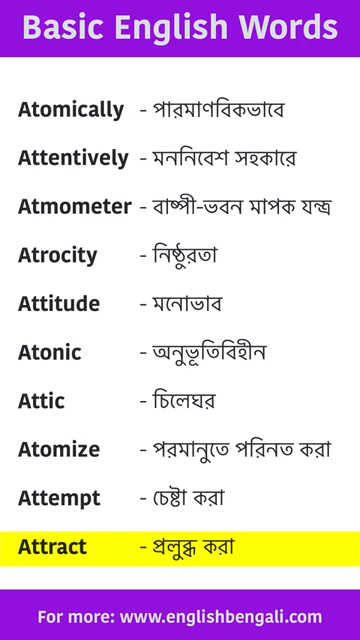 Basic English Words
Atomically - পারমাণবিকভাবে
Attentively - মননিবেশ সহকারে
Atmometer - বাষ্পী-ভবন মাপক যন্ত্র
Atrocity - নিষ্ঠুরতা
Attitude - মনোভাব
Atonic - অনুভূতিবিহীন
Attic - চিলেঘর
Atomize - পরমানুতে পরিনত করা
Attempt - চেষ্টা করা
Attract - প্রলুব্ধ করা
For more: www.englishbengali.com